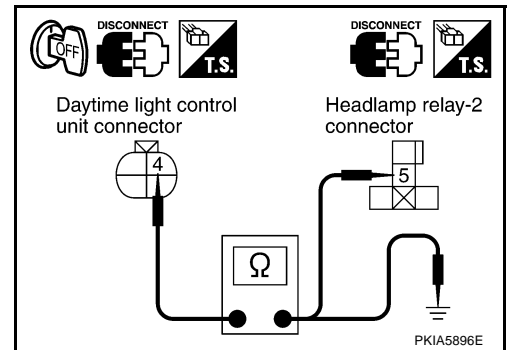 OFF
DISCONNECT
T.S.
DISCONNECT
T.S.
Daytime light control
unit connector
Headlamp relay-2
connector
4
5
Ω
PKIA5896E